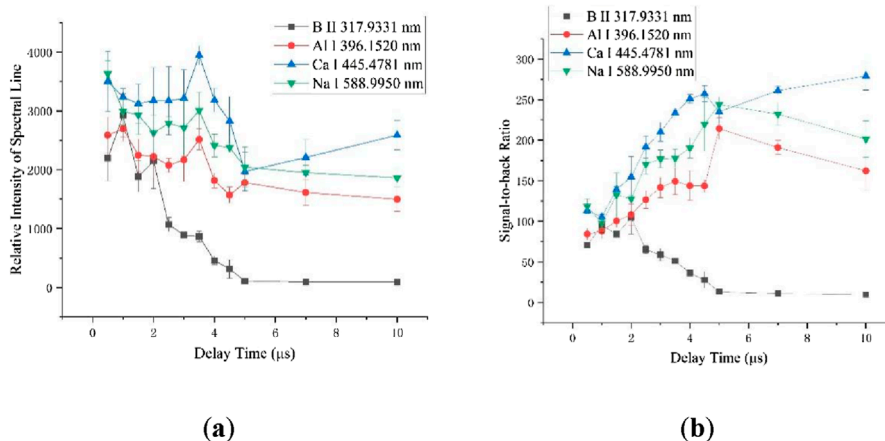 B II 317.9331 nm
Al I 396.1520 nm
Ca I 445.4781 nm
Na I 588.9950 nm
4000
3000
2000
1000
0
Relative Intensity of Spectral Line
0
2
4
6
8
10
Delay Time (μs)
(a)
B II 317.9331 nm
Al I 396.1520 nm
Ca I 445.4781 nm
Na I 588.9950 nm
300
250
200
150
100
50
0
Signal-to-back Ratio
0
2
4
6
8
10
Delay Time (μs)
(b)